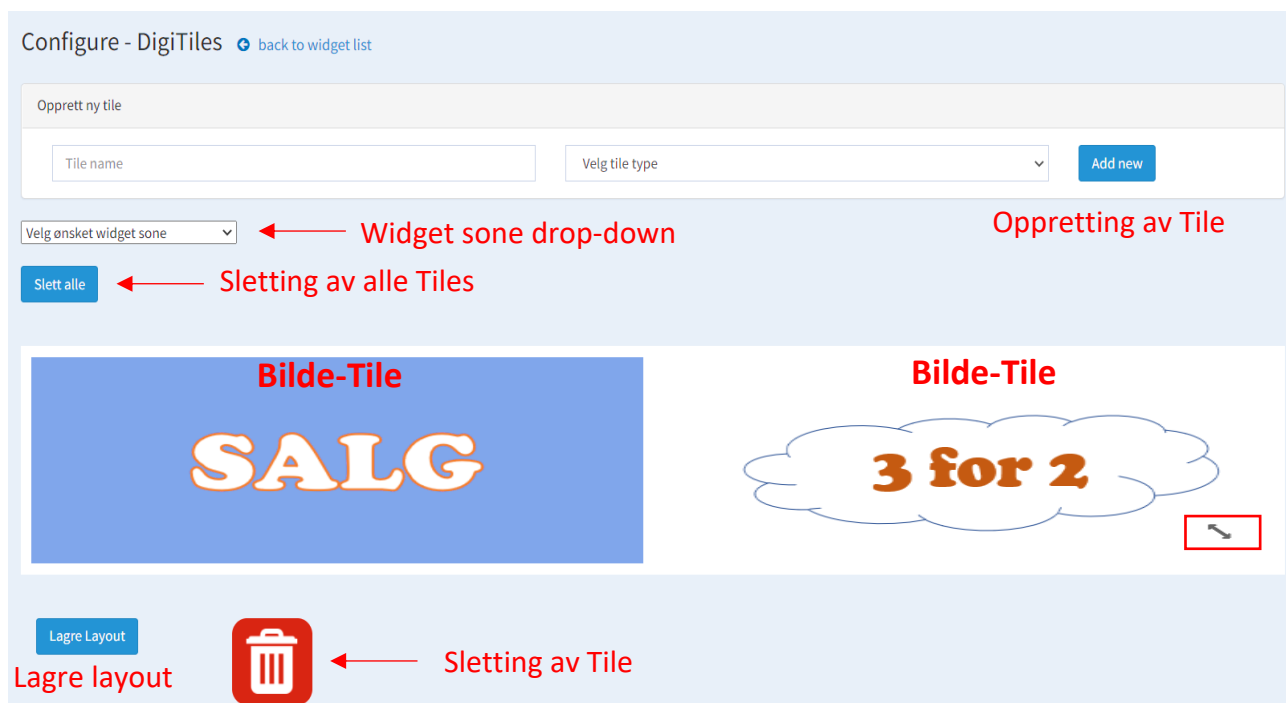 Configure - DigiTiles back to widget list
Opprett ny tile
Tile name
Velg tile type
Add new
Oppretting av Tile
Velg ønsket widget sone
Widget sone drop-down
Slett alle
Sletting av alle Tiles
Bilde-Tile
SALG
Bilde-Tile
3 for 2
Lagre Layout
Lagre layout
Sletting av Tile